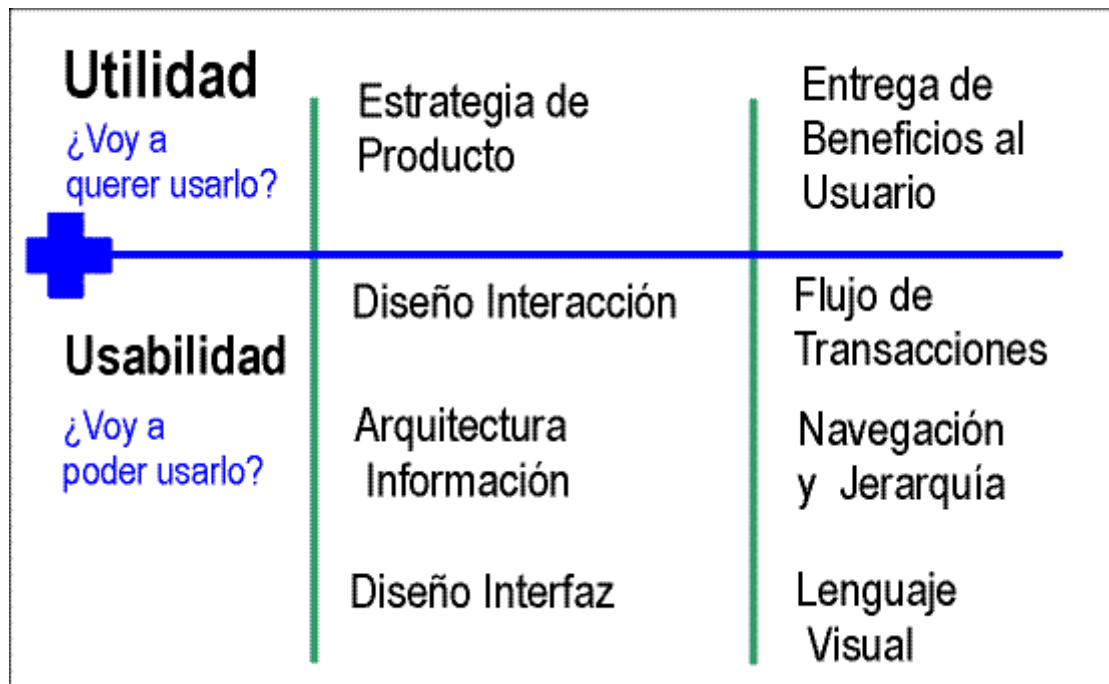 Utilidad
¿Voy a
querer usarlo?
Estrategia de
Producto
Entrega de
Beneficios al
Usuario
Usabilidad
¿Voy a
poder usarlo?
Diseño Interacción
Flujo de
Transacciones
Arquitectura
Información
Navegación
y Jerarquía
Diseño Interfaz
Lenguaje
Visual